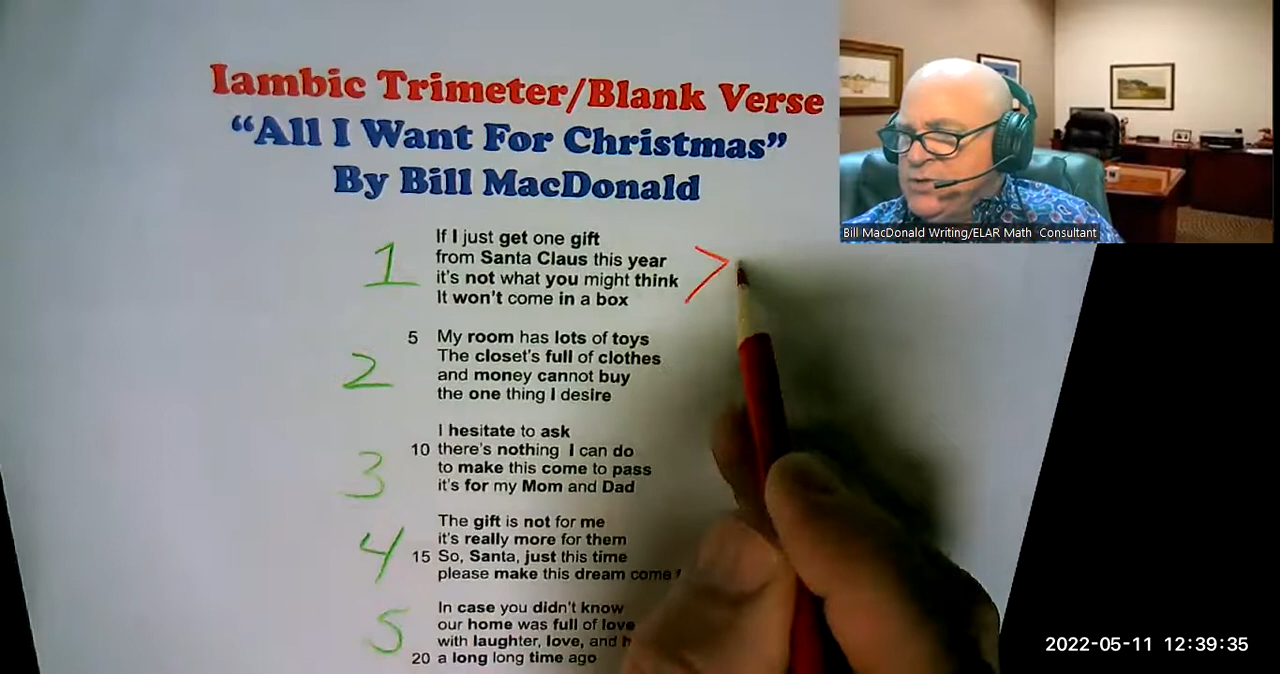 Iambic Trimeter/Blank Verse
“All I Want For Christmas”
By Bill MacDonald
1
If I just get one gift
from Santa Claus this year
it's not what you might think
It won't come in a box
2
5 My room has lots of toys
The closet's full of clothes
and money cannot buy
the one thing I desire
3
I hesitate to ask
10 there's nothing I can do
to make this come to pass
it's for my Mom and Dad
4
The gift is not for me
it's really more for them
15 So, Santa, just this time
please make this dream come
5
In case you didn't know
our home was full of love
with laughter, love, and
20 a long long time ago
Bill MacDonald Writing/ELAR Math Consultant
2022-05-11 12:39:35